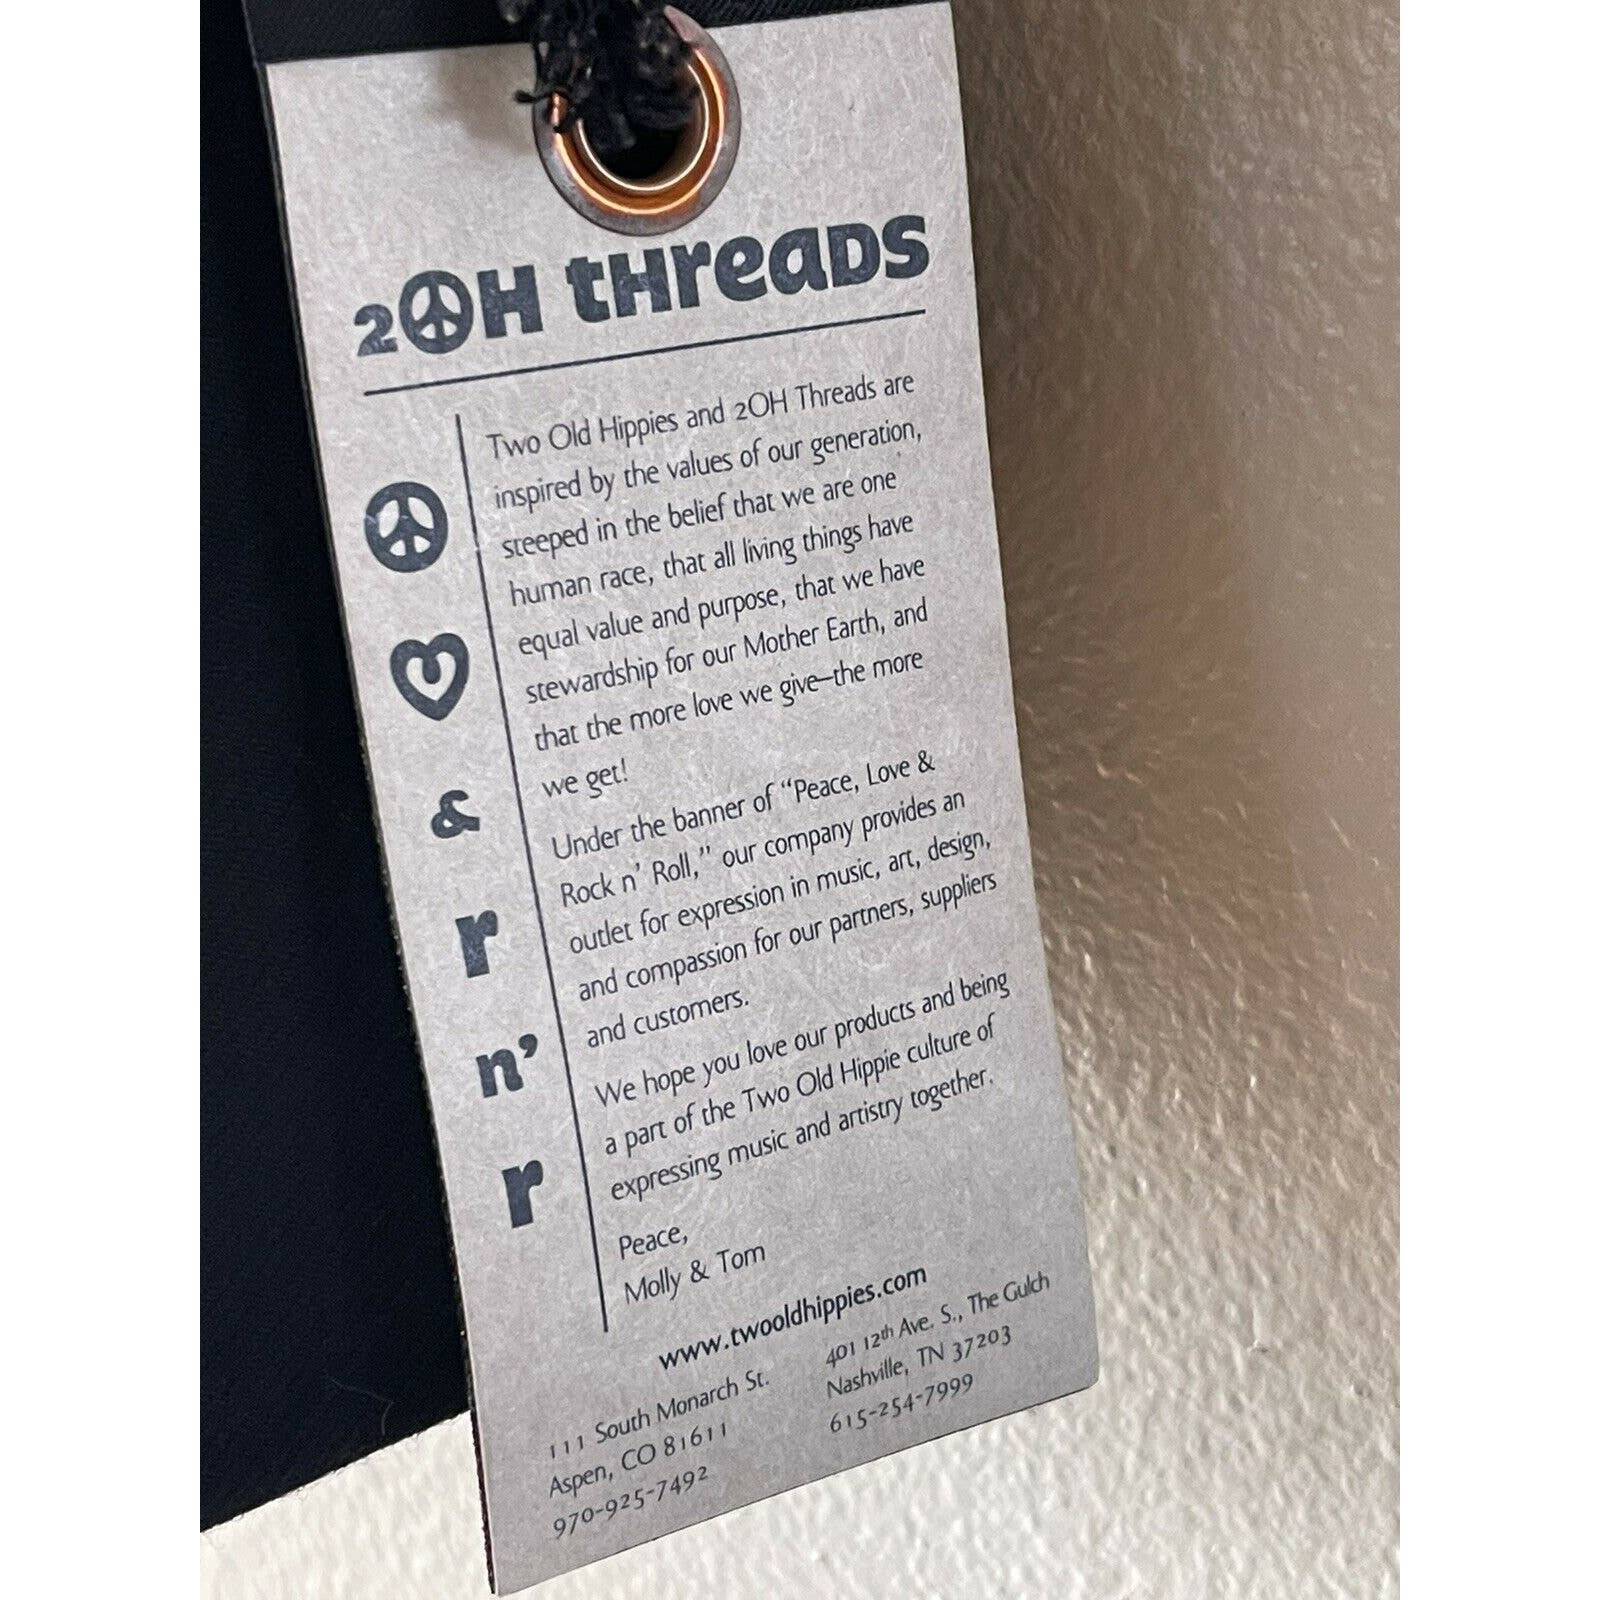 2OH tHreaDS
Two Old Hippies and 2OH Threads are
inspired by the values of our generation,
steeped in the belief that we are one
human race, that all living things have
equal value and purpose, that we have
stewardship for our Mother Earth, and
that the more love we give–the more
we get!
Under the banner of “Peace, Love &
Rock n’ Roll,” our company provides an
outlet for expression in music, art, design,
and compassion for our partners, suppliers
and customers.
We hope you love our products and being
a part of the Two Old Hippie culture of
expressing music and artistry together.
Peace,
Molly & Tom
&
r
n’
r
www.twooldhippies.com
111 South Monarch St.
Aspen, CO 81611
970-925-7492
401 12th Ave. S., The Gulch
Nashville, TN 37203
615-254-7999